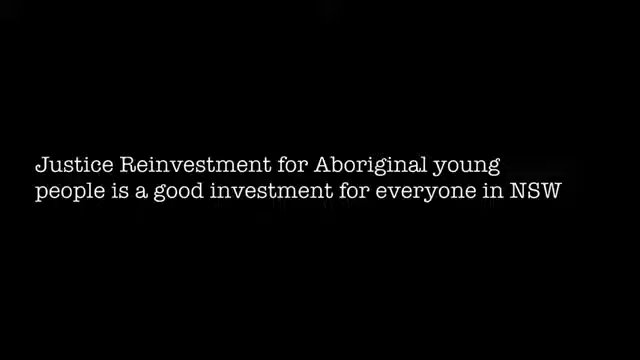 Justice Reinvestment for Aboriginal young
people is a good investment for everyone in NSW